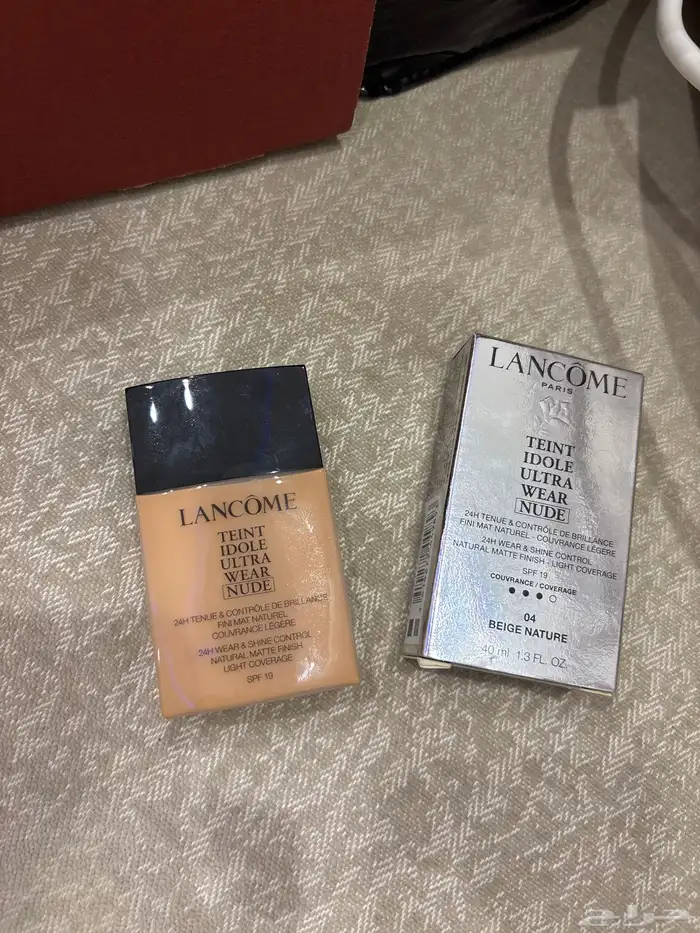 LANCÔME
TEINT
IDOLE
ULTRA
WEAR
NUDE
24H TENUE & CONTRÔLE DE BRILLANCE
FINI MAT NATUREL
COUVRANCE LÉGÈRE
24H WEAR & SHINE CONTROL
NATURAL MATTE FINISH
LIGHT COVERAGE
SPF 19
LANCÔME
PARIS
TEINT
IDOLE
ULTRA
WEAR
NUDE
24H TENUE & CONTRÔLE DE BRILLANCE
FINI MAT NATUREL - COUVRANCE LÉGÈRE
24H WEAR & SHINE CONTROL
NATURAL MATTE FINISH - LIGHT COVERAGE
SPF 19
COUVRANCE / COVERAGE
04
BEIGE NATURE
40 ml 1.3 FL. OZ.